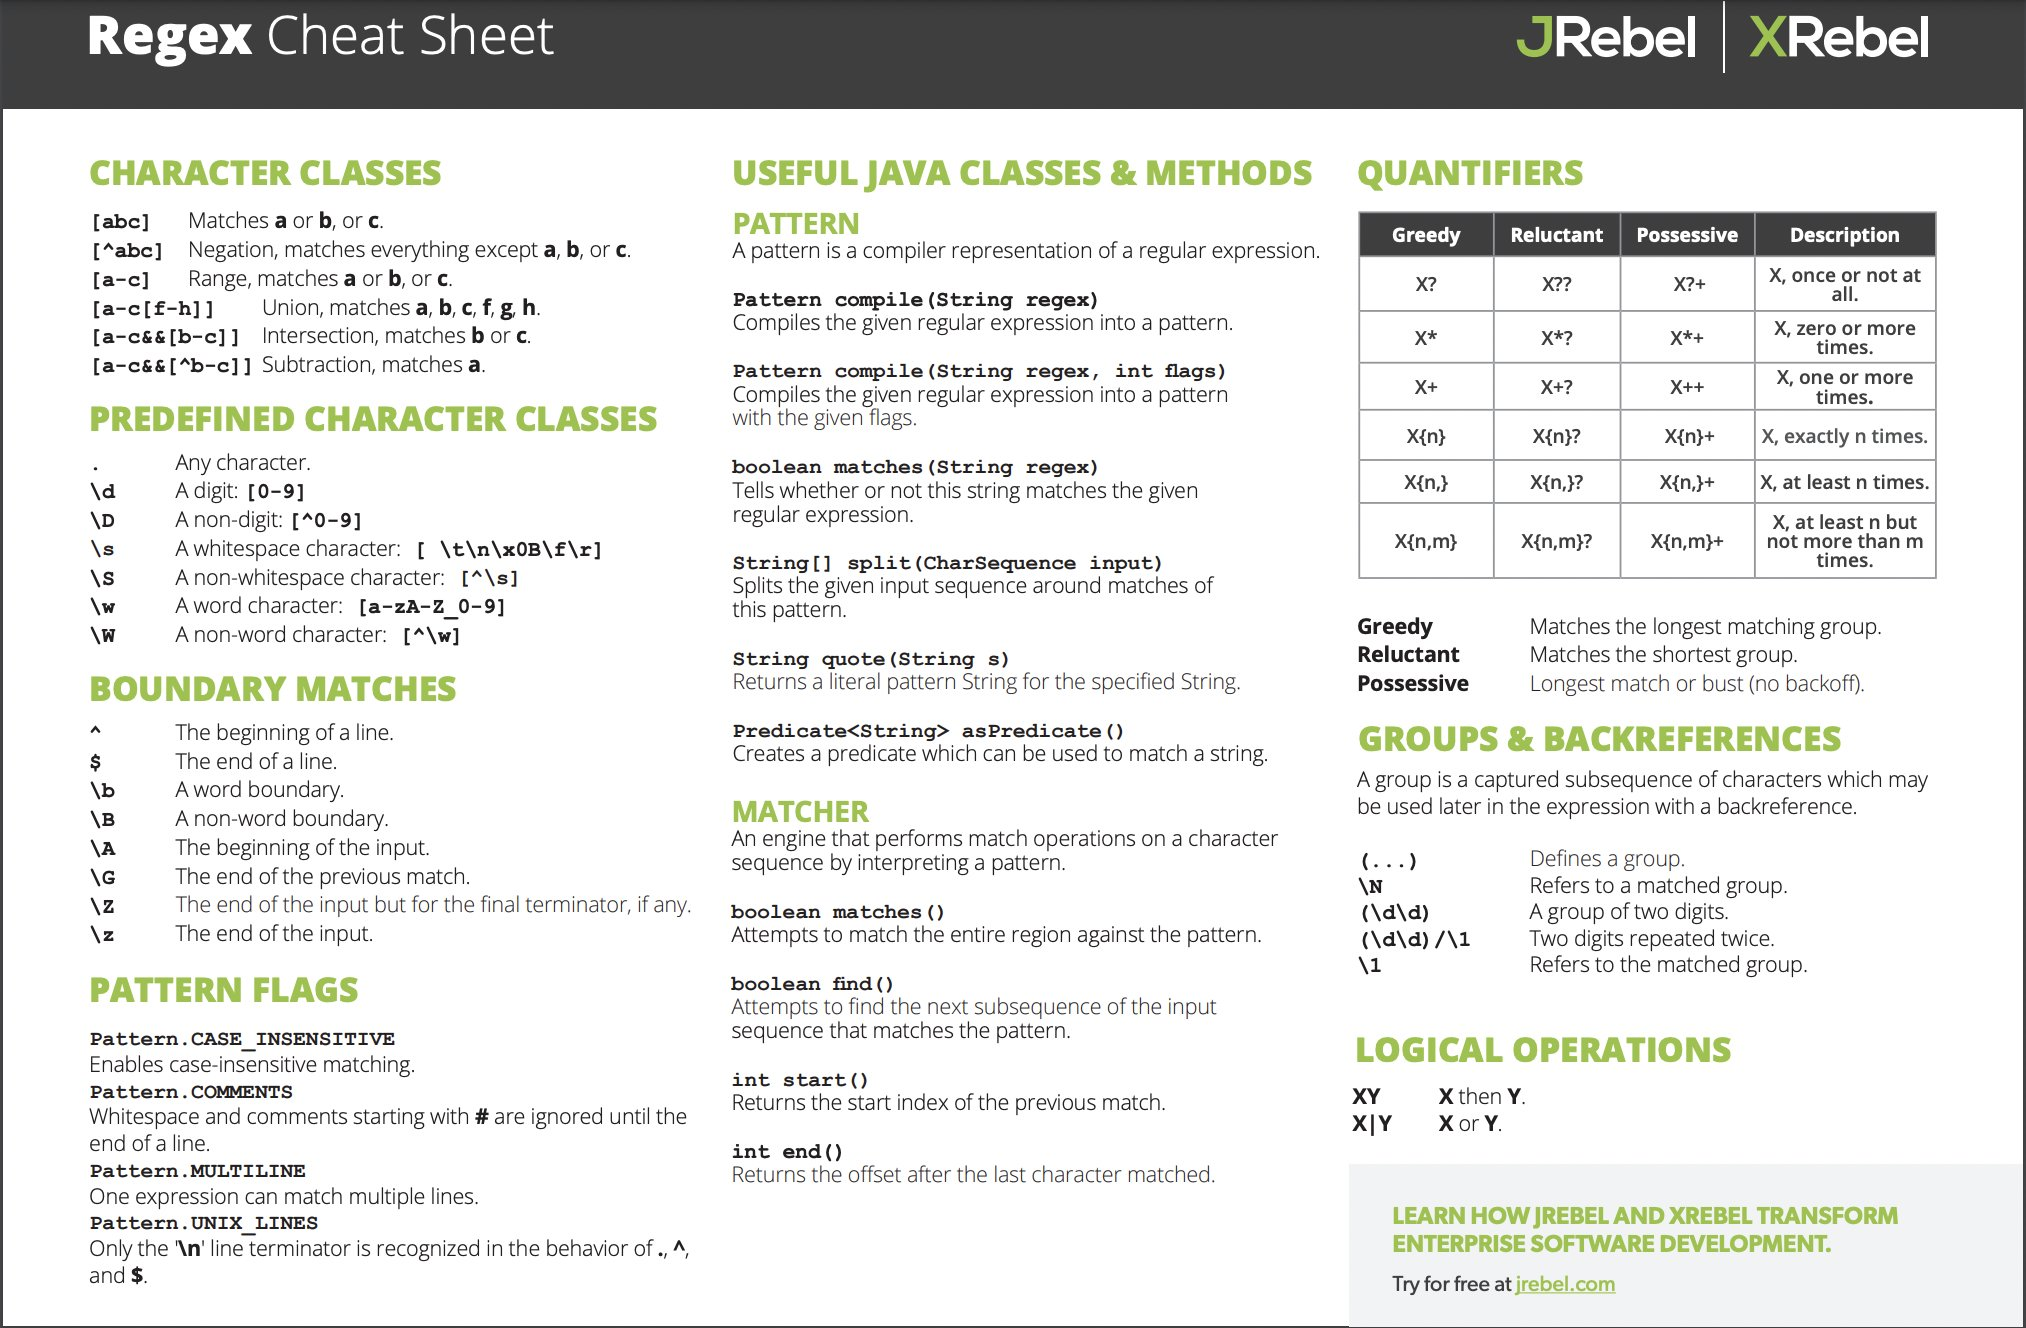 Regex Cheat Sheet
JRebel | XRebel
CHARACTER CLASSES
[abc] Matches a or b, or c.
[^abc] Negation, matches everything except a, b, or c.
[a-c] Range, matches a or b, or c.
[a-c[f-h]] Union, matches a, b, c, f, g, h.
[a-c&&[b-c]] Intersection, matches b or c.
[a-c&&[^b-c]] Subtraction, matches a.
PREDEFINED CHARACTER CLASSES
. Any character.
\d A digit: [0-9]
\D A non-digit: [^0-9]
\s A whitespace character: [ \t\n\x0B\f\r]
\S A non-whitespace character: [^\s]
\w A word character: [a-zA-Z_0-9]
\W A non-word character: [^\w]
BOUNDARY MATCHES
^ The beginning of a line.
$ The end of a line.
\b A word boundary.
\B A non-word boundary.
\A The beginning of the input.
\G The end of the previous match.
\Z The end of the input but for the final terminator, if any.
\z The end of the input.
PATTERN FLAGS
Pattern.CASE_INSENSITIVE
Enables case-insensitive matching.
Pattern.COMMENTS
Whitespace and comments starting with # are ignored until the
end of a line.
Pattern.MULTILINE
One expression can match multiple lines.
Pattern.UNIX_LINES
Only the '\n' line terminator is recognized in the behavior of ., ^,
and $.
USEFUL JAVA CLASSES & METHODS
PATTERN
A pattern is a compiler representation of a regular expression.
Pattern compile(String regex)
Compiles the given regular expression into a pattern.
Pattern compile(String regex, int flags)
Compiles the given regular expression into a pattern
with the given flags.
boolean matches(String regex)
Tells whether or not this string matches the given
regular expression.
String[] split(CharSequence input)
Splits the given input sequence around matches of
this pattern.
String quote(String s)
Returns a literal pattern String for the specified String.
Predicate<String> asPredicate()
Creates a predicate which can be used to match a string.
MATCHER
An engine that performs match operations on a character
sequence by interpreting a pattern.
boolean matches()
Attempts to match the entire region against the pattern.
boolean find()
Attempts to find the next subsequence of the input
sequence that matches the pattern.
int start()
Returns the start index of the previous match.
int end()
Returns the offset after the last character matched.
QUANTIFIERS
Greedy Reluctant Possessive Description
X? X?? X?+ X, once or not at
all.
X* X*? X*+ X, zero or more
times.
X+ X+? X++ X, one or more
times.
X{n} X{n}? X{n}+ X, exactly n times.
X{n,} X{n,}? X{n,}+ X, at least n times.
X{n,m} X{n,m}? X{n,m}+ X, at least n but
not more than m
times.
Greedy Matches the longest matching group.
Reluctant Matches the shortest group.
Possessive Longest match or bust (no backoff).
GROUPS & BACKREFERENCES
A group is a captured subsequence of characters which may
be used later in the expression with a backreference.
(...) Defines a group.
\N Refers to a matched group.
(\d\d) A group of two digits.
(\d\d)/\1 Two digits repeated twice.
\1 Refers to the matched group.
LOGICAL OPERATIONS
XY X then Y.
X|Y X or Y.
LEARN HOW JREBEL AND XREBEL TRANSFORM
ENTERPRISE SOFTWARE DEVELOPMENT.
Try for free at jrebel.com